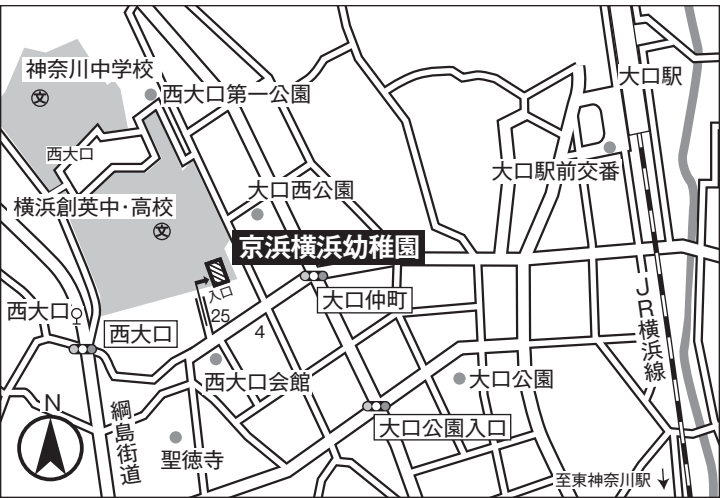 神奈川中学校
文
西大口第一公園
大口駅
西大口
大口駅前交番
大口西公園
横浜創英中・高校
文
京浜横浜幼稚園
入口
大口仲町
JR横浜線
西大口
西大口
25
4
西大口会館
大口公園
N
綱島街道
大口公園入口
聖徳寺
至東神奈川駅